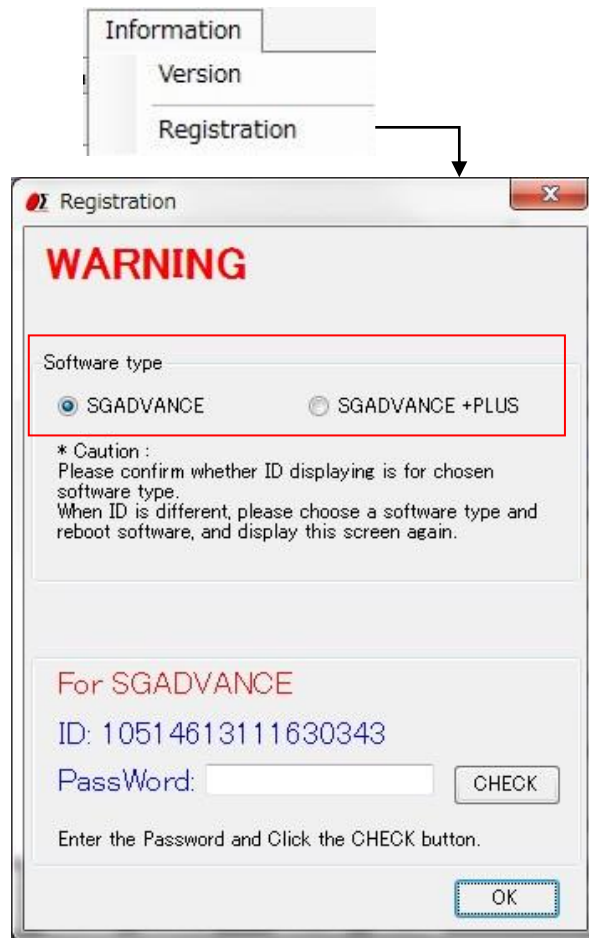 Information
Version
Registration
Registration
WARNING
Software type
SGADVANCE
SGADVANCE +PLUS
* Caution :
Please confirm whether ID displaying is for chosen
software type.
When ID is different, please choose a software type and
reboot software, and display this screen again.
For SGADVANCE
ID: 10514613111630343
PassWord:
CHECK
Enter the Password and Click the CHECK button.
OK